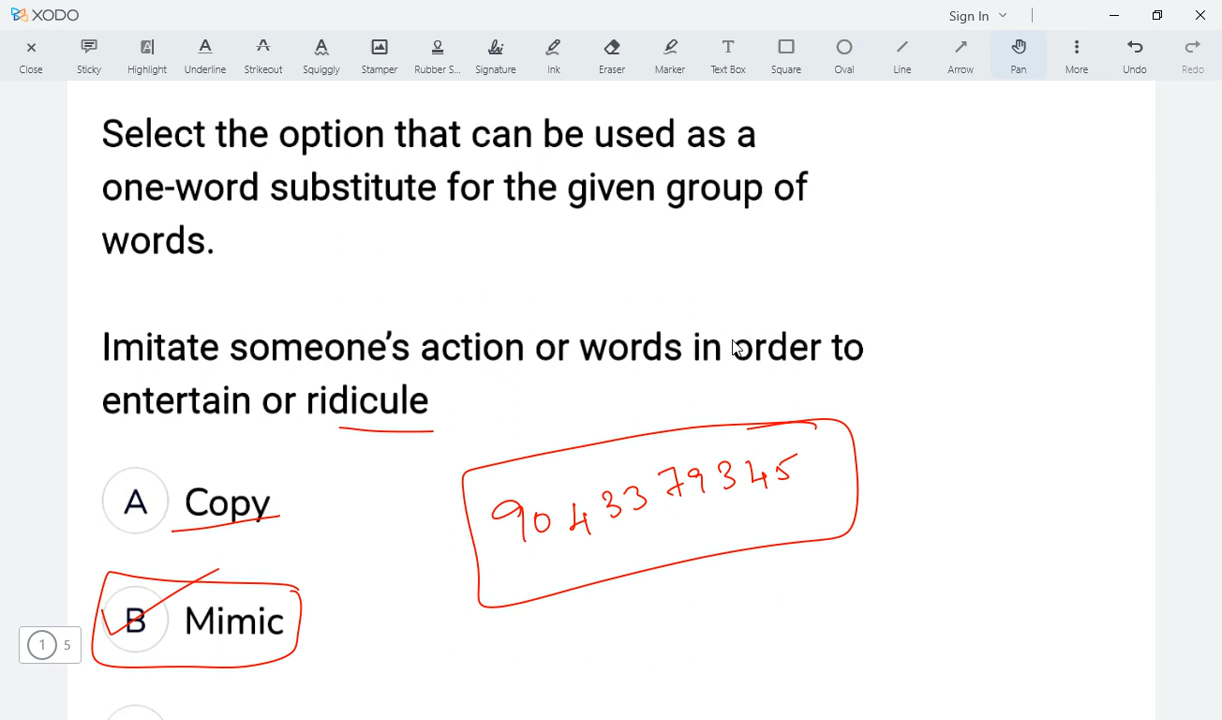 XODO
Sign In
Close Sticky Highlight Underline Strikeout Squiggly Stamper Rubber S... Signature Ink Eraser Marker Text Box Square Oval Line Arrow Pan More Undo Redo
Select the option that can be used as a
one-word substitute for the given group of
words.
Imitate someone’s action or words in order to
entertain or ridicule
A Copy
9043379345
B Mimic
1 5